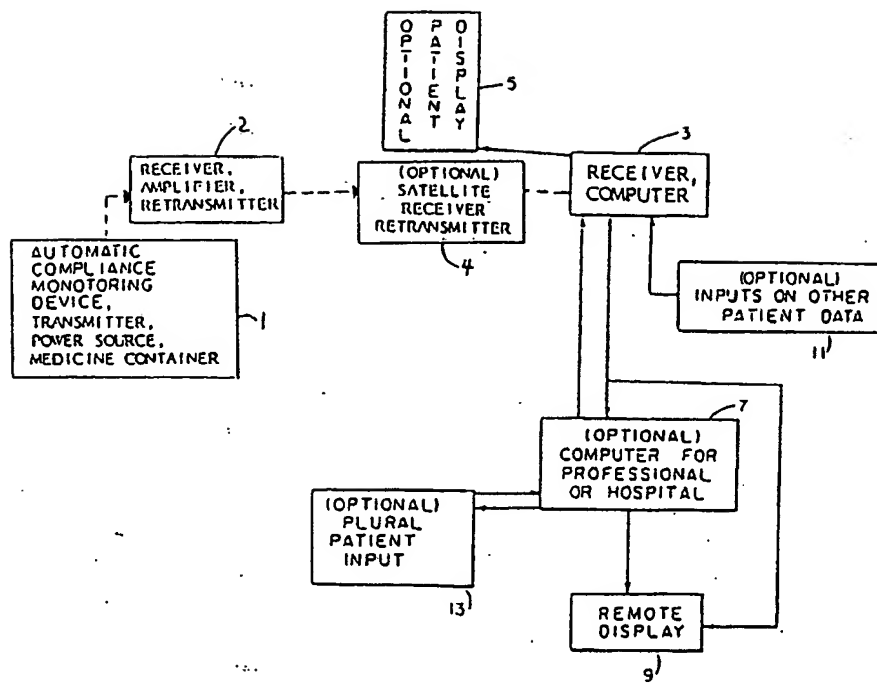 OPTIONAL
PATIENT
DISPLAY
5
2
3
RECEIVER,
AMPLIFIER,
RETRANSMITTER
(OPTIONAL)
SATELLITE
RECEIVER
RETRANSMITTER
4
RECEIVER,
COMPUTER
AUTOMATIC
COMPLIANCE
MONOTORING
DEVICE,
TRANSMITTER,
POWER SOURCE,
MEDICINE CONTAINER
1
(OPTIONAL)
INPUTS ON OTHER
PATIENT DATA
11
7
(OPTIONAL)
COMPUTER FOR
PROFESSIONAL
OR HOSPITAL
(OPTIONAL)
PLURAL
PATIENT
INPUT
13
REMOTE
DISPLAY
9